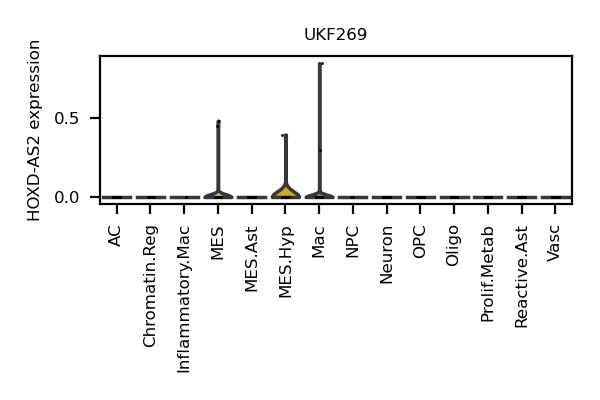 UKF269
HOXD-AS2 expression
0.5
0.0
AC
Chromatin.Reg
Inflammatory.Mac
MES
MES.Ast
MES.Hyp
Mac
NPC
Neuron
OPC
Oligo
Prolif.Metab
Reactive.Ast
Vasc